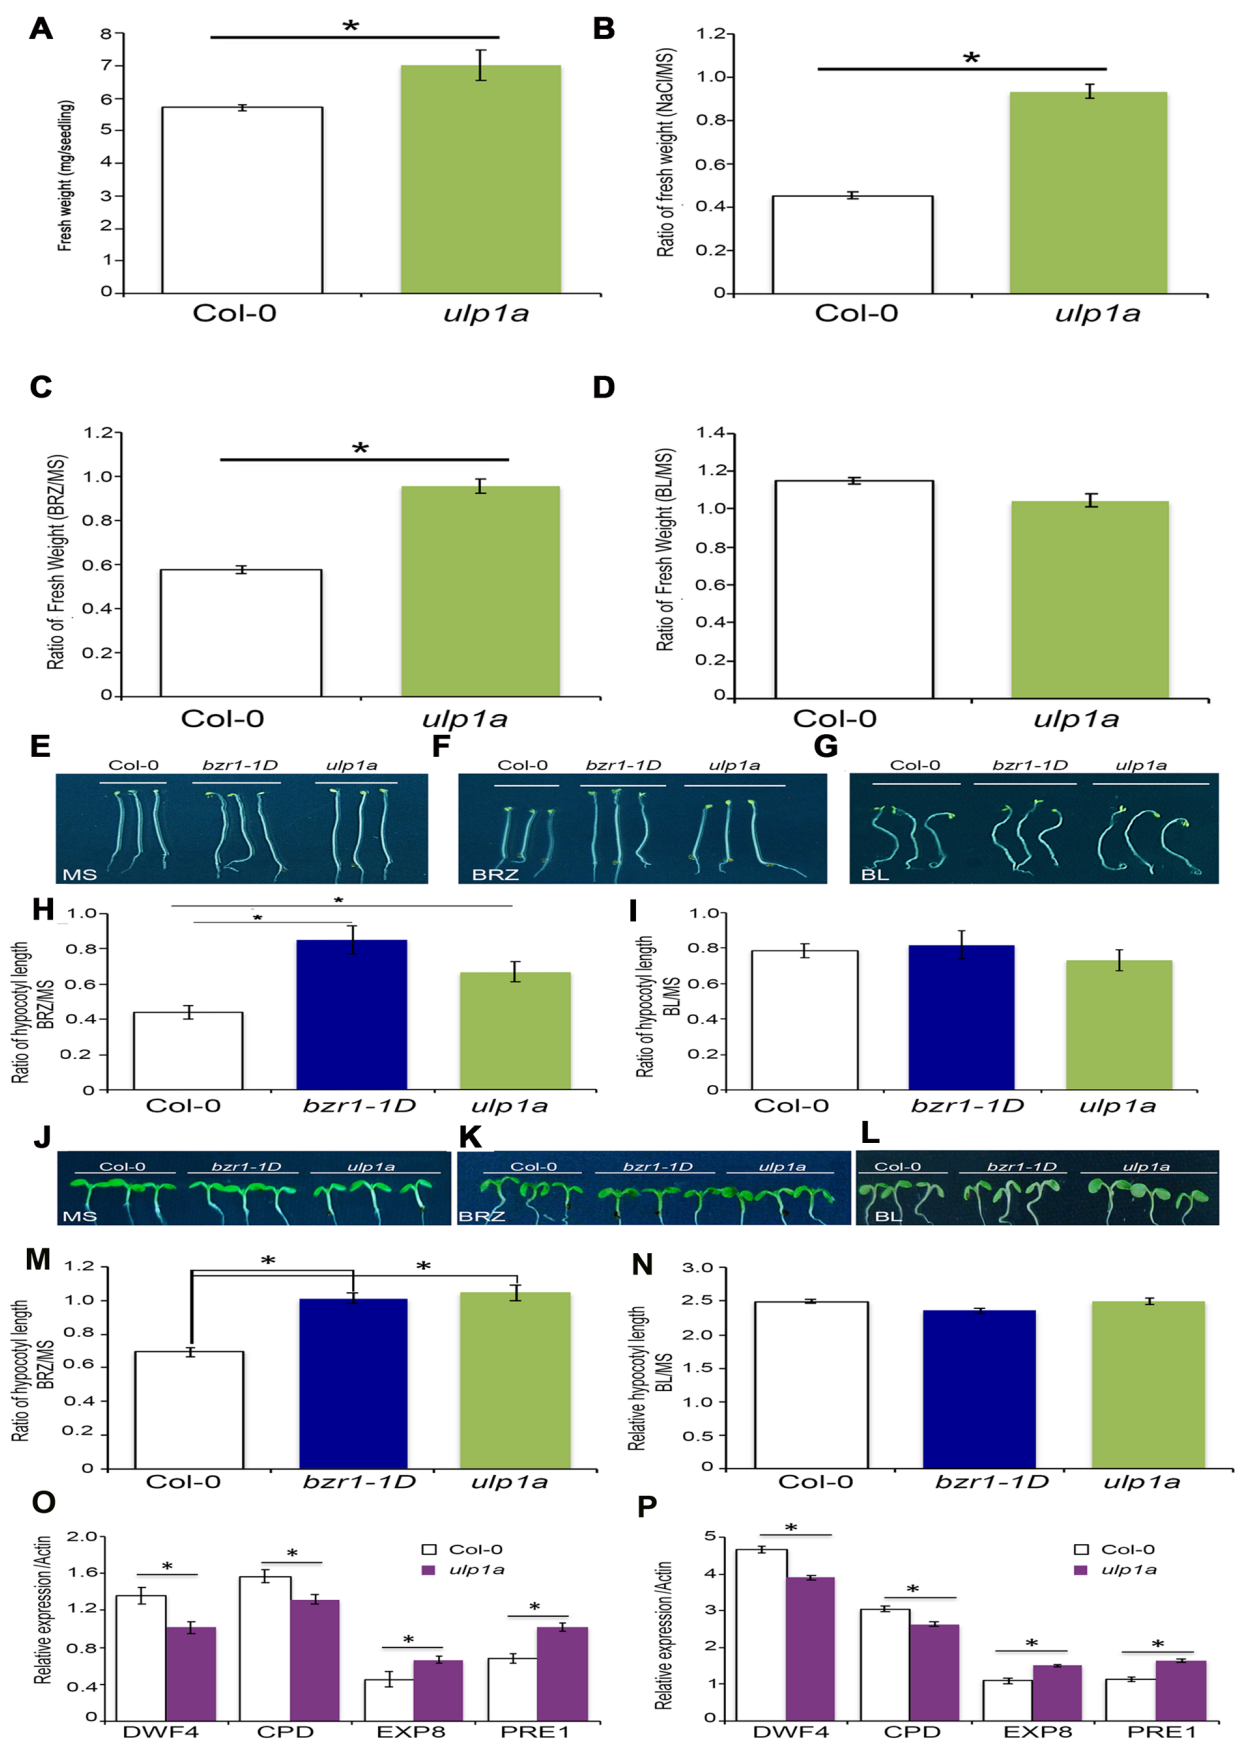 A
Fresh weight (mg/seedling)
8
7
6
5
4
3
2
1
0
*
Col-0
ulp1a
B
Ratio of fresh weight (NaCl/MS)
1.2
1.0
0.8
0.6
0.4
0.2
0
*
Col-0
ulp1a
C
Ratio of Fresh Weight (BRZ/MS)
1.2
1.0
0.8
0.6
0.4
0.2
0
*
Col-0
ulp1a
D
Ratio of Fresh Weight (BL/MS)
1.4
1.2
1.0
0.8
0.6
0.4
0.2
0
Col-0
ulp1a
E
Col-0 bzr1-1D ulp1a
MS
F
Col-0 bzr1-1D ulp1a
BRZ
G
Col-0 bzr1-1D ulp1a
BL
H
Ratio of hypocotyl length
BRZ/MS
1.0
0.8
0.6
0.4
0.2
0
*
*
Col-0 bzr1-1D ulp1a
I
Ratio of hypocotyl length
BL/MS
1.0
0.8
0.6
0.4
0.2
0
Col-0 bzr1-1D ulp1a
J
Col-0 bzr1-1D ulp1a
MS
K
Col-0 bzr1-1D ulp1a
BRZ
L
Col-0 bzr1-1D ulp1a
BL
M
Ratio of hypocotyl length
BRZ/MS
1.2
1.0
0.8
0.6
0.4
0.2
0
* *
Col-0 bzr1-1D ulp1a
N
Relative hypocotyl length
BL/MS
3.0
2.5
2.0
1.5
1.0
0.5
0
Col-0 bzr1-1D ulp1a
O
Relative expression/Actin
2.0
1.6
1.2
0.8
0.4
0
Col-0
ulp1a
* * * *
DWF4 CPD EXP8 PRE1
P
Relative expression/Actin
5
4
3
2
1
0
Col-0
ulp1a
* * * *
DWF4 CPD EXP8 PRE1